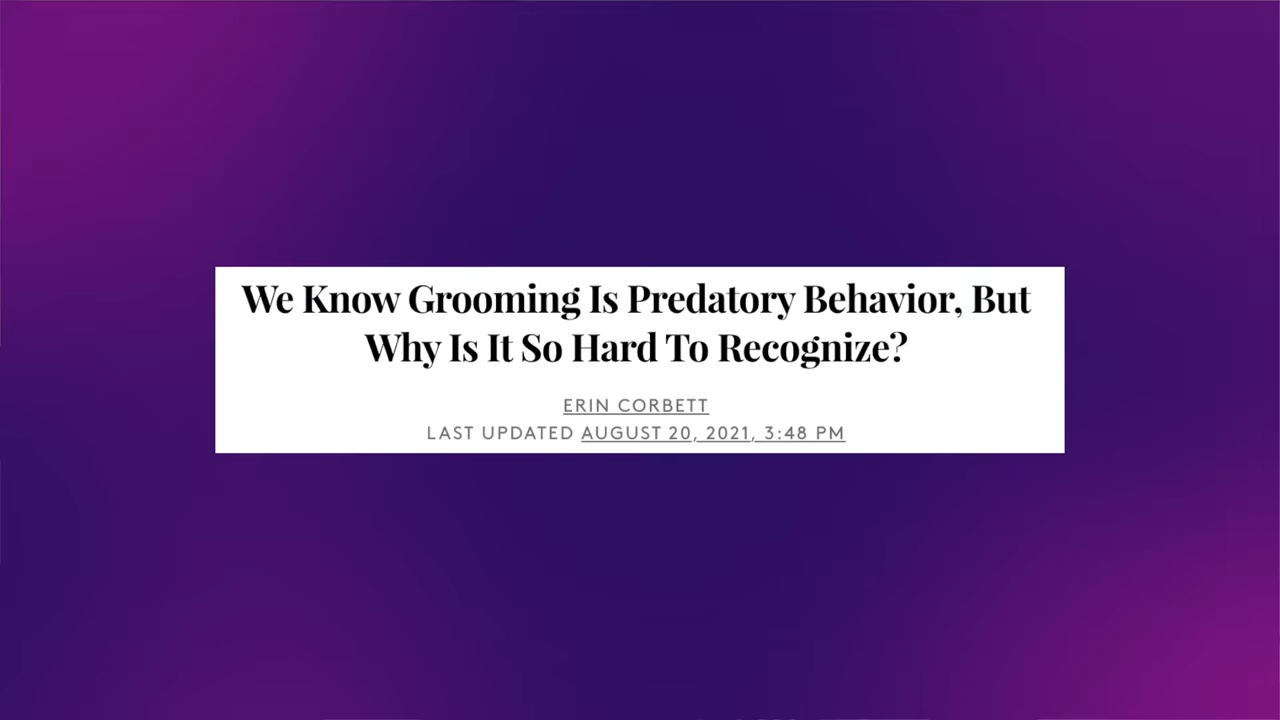 We Know Grooming Is Predatory Behavior, But
Why Is It So Hard To Recognize?
ERIN CORBETT
LAST UPDATED AUGUST 20, 2021, 3:48 PM